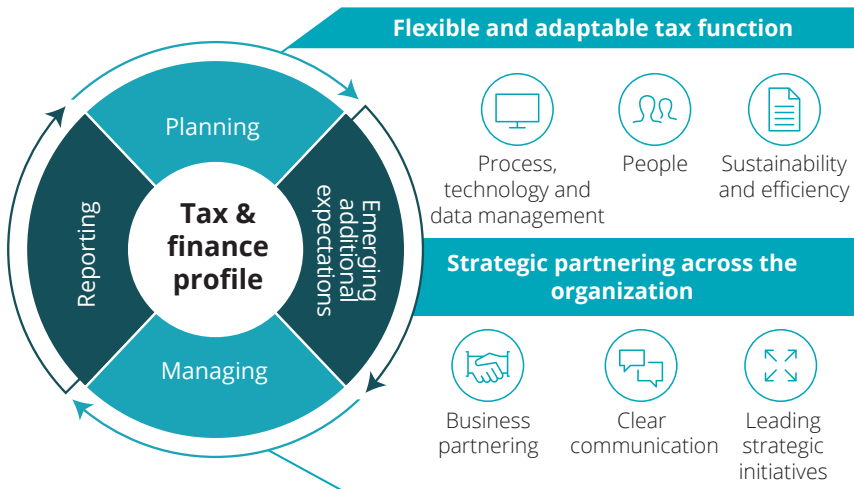 Flexible and adaptable tax function
Planning
Emerging
additional
expectations
Managing
Reporting
Tax &
finance
profile
Process,
technology and
data management
People
Sustainability
and efficiency
Strategic partnering across the
organization
Business
partnering
Clear
communication
Leading
strategic
initiatives